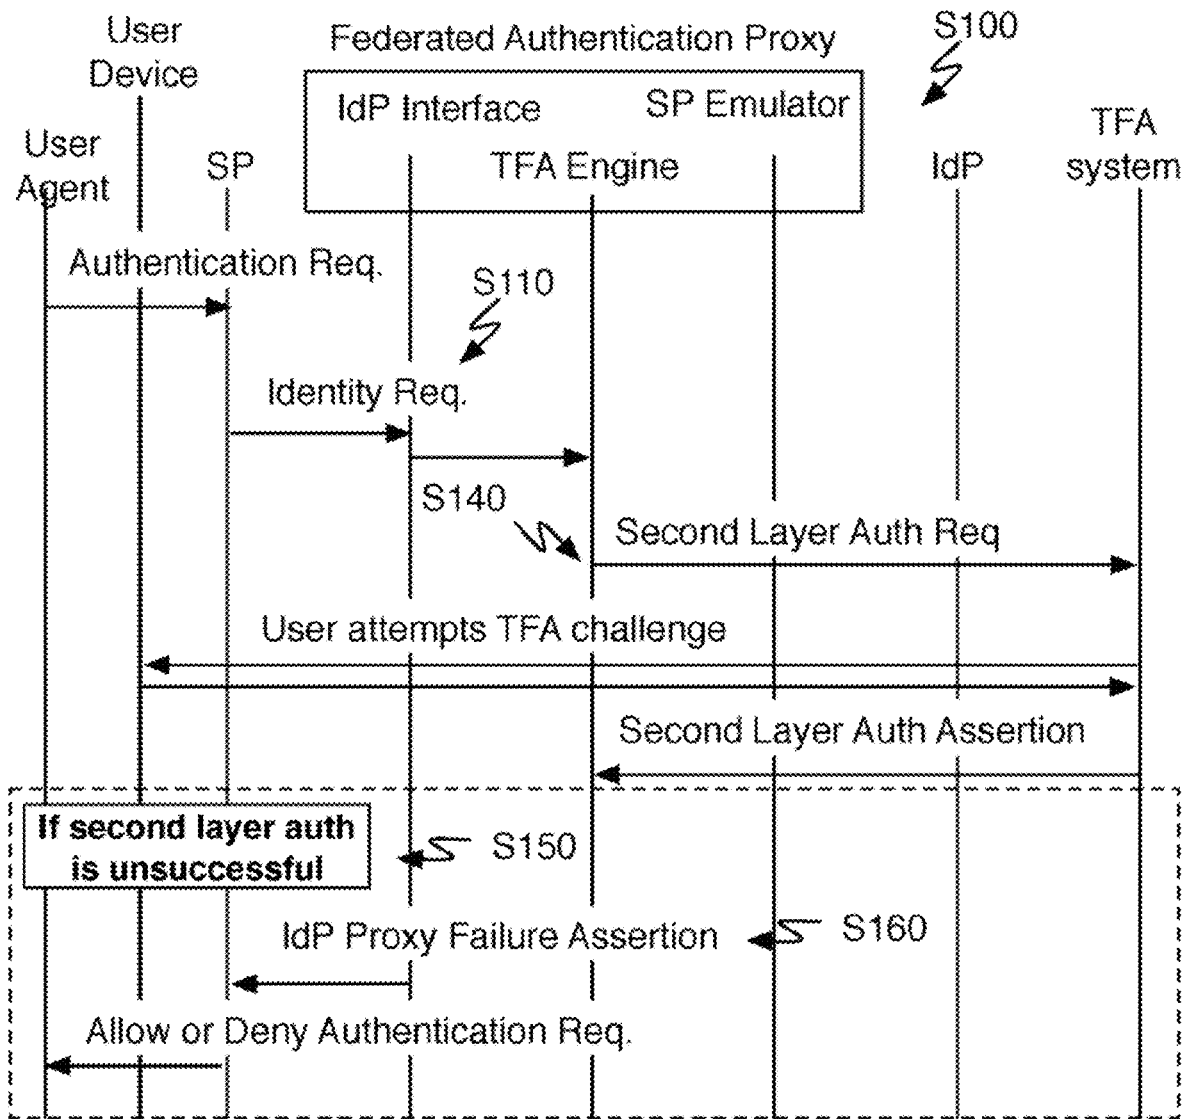 User
Device
Federated Authentication Proxy
S100
IdP Interface
SP Emulator
User
Agent
SP
TFA Engine
IdP
TFA
system
Authentication Req.
S110
Identity Req.
S140
Second Layer Auth Req
User attempts TFA challenge
Second Layer Auth Assertion
If second layer auth
is unsuccessful
S150
IdP Proxy Failure Assertion
S160
Allow or Deny Authentication Req.